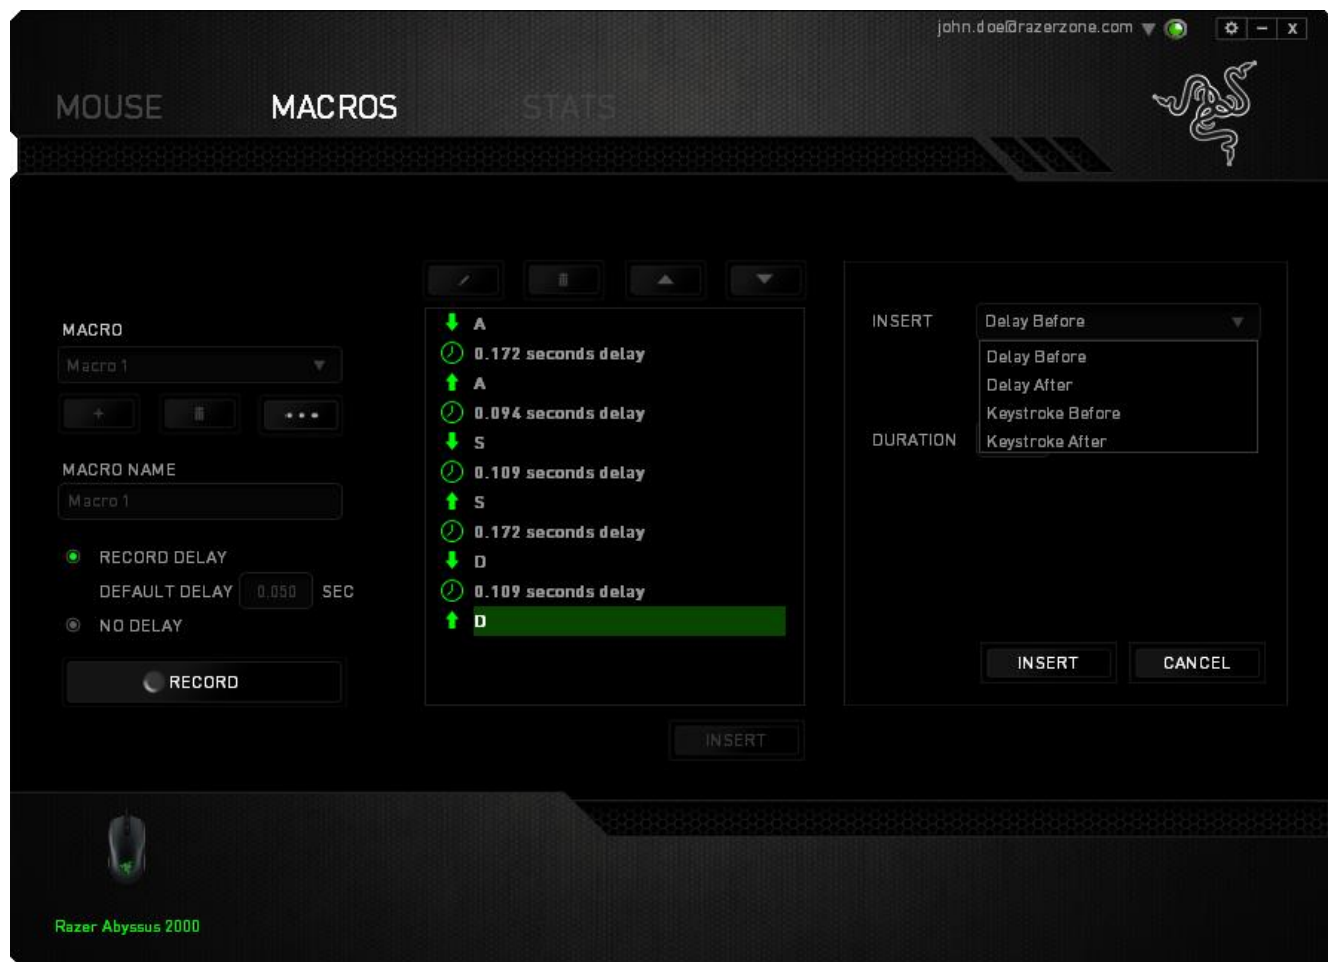 john.doe@razerzone.com
MOUSE MACROS STATS
MACRO
Macro 1
MACRO NAME
Macro 1
RECORD DELAY
DEFAULT DELAY 0.050 SEC
NO DELAY
RECORD
A
0.172 seconds delay
A
0.094 seconds delay
S
0.109 seconds delay
S
0.172 seconds delay
D
0.109 seconds delay
D
INSERT
INSERT Delay Before
Delay Before
Delay After
Keystroke Before
Keystroke After
DURATION
INSERT CANCEL
Razer Abyssus 2000